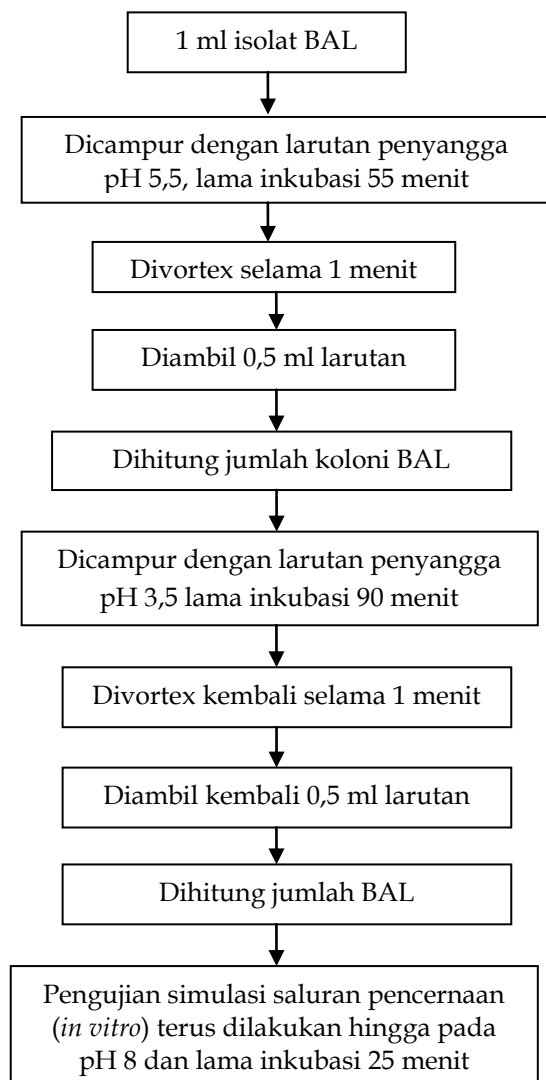 1 ml isolat BAL
Dicampur dengan larutan penyangga
pH 5,5, lama inkubasi 55 menit
Divortex selama 1 menit
Diambil 0,5 ml larutan
Dihitung jumlah koloni BAL
Dicampur dengan larutan penyangga
pH 3,5 lama inkubasi 90 menit
Divortex kembali selama 1 menit
Diambil kembali 0,5 ml larutan
Dihitung jumlah BAL
Pengujian simulasi saluran pencernaan
(in vitro) terus dilakukan hingga pada
pH 8 dan lama inkubasi 25 menit